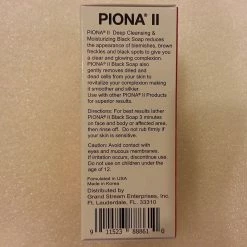 PIONA® II
PIONA® II Deep Cleansing &
Moisturizing Black Soap reduces
the appearance of blemishes, brown
freckles and black spots to give you
a clear and glowing complexion.
PIONA® II Black Soap also
gently removes dried and
dead cells from your skin to
revitalize your complexion making
it smoother and silkier.
Use with other PIONA® II Products
for superior results.
Directions: For best results lather
PIONA® II Black Soap 3 minutes
on face and body or affected area,
then rinse off. Do not rub firmly if
your skin is sensitive.
Caution: Avoid contact with
eyes and mucous membranes.
If irritation occurs, discontinue use.
Do not use on children under the
age of 12.
Formulated in USA
Made in Korea
Grand Stream Enterprises, Inc
Ft. Lauderdale, FL. 33310
9 11523 88861 0